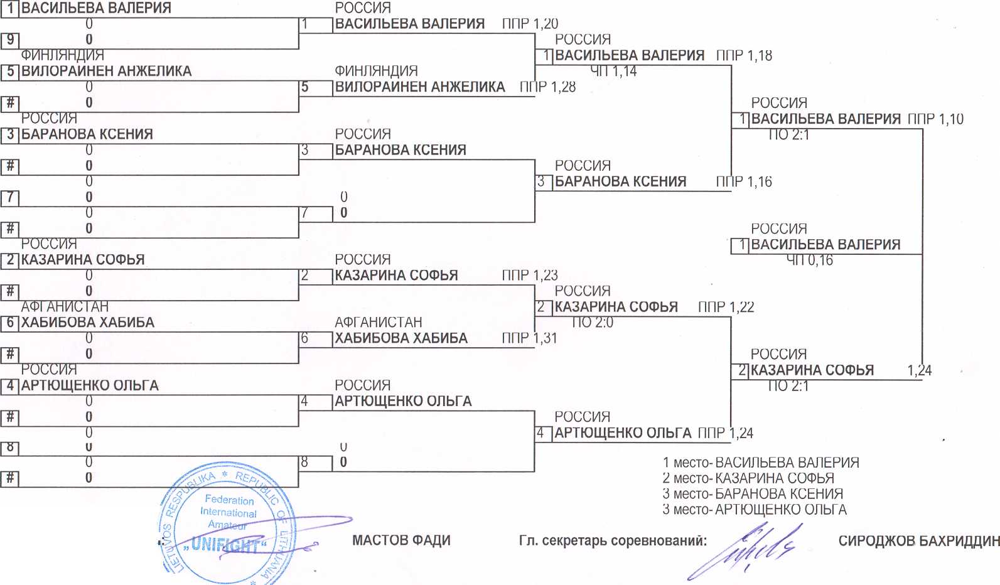 1 ВАСИЛЬЕВА ВАЛЕРИЯ
0
9 0
ФИНЛЯНДИЯ
5 ВИЛОРАИНЕН АНЖЕЛИКА
0
# 0
РОССИЯ
3 БАРАНОВА КСЕНИЯ
0
# 0
0
7 0
0
# 0
РОССИЯ
2 КАЗАРИНА СОФЬЯ
0
# 0
АФГАНИСТАН
6 ХАБИБОВА ХАБИБА
0
# 0
РОССИЯ
4 АРТЮЩЕНКО ОЛЬГА
0
# 0
0
8 0
0
# 0
РОССИЯ
1 ВАСИЛЬЕВА ВАЛЕРИЯ ППР 1,20
ФИНЛЯНДИЯ
5 ВИЛОРАИНЕН АНЖЕЛИКА ППР 1,28
РОССИЯ
3 БАРАНОВА КСЕНИЯ
0
7 0
РОССИЯ
2 КАЗАРИНА СОФЬЯ ППР 1,23
АФГАНИСТАН
6 ХАБИБОВА ХАБИБА ППР 1,31
РОССИЯ
4 АРТЮЩЕНКО ОЛЬГА
0
8 0
РОССИЯ
1 ВАСИЛЬЕВА ВАЛЕРИЯ ППР 1,18
ЧП 1,14
РОССИЯ
3 БАРАНОВА КСЕНИЯ ППР 1,16
РОССИЯ
2 КАЗАРИНА СОФЬЯ ППР 1,22
ПО 2:0
РОССИЯ
4 АРТЮЩЕНКО ОЛЬГА ППР 1,24
РОССИЯ
1 ВАСИЛЬЕВА ВАЛЕРИЯ ППР 1,10
ПО 2:1
РОССИЯ
1 ВАСИЛЬЕВА ВАЛЕРИЯ
ЧП 0,16
РОССИЯ
2 КАЗАРИНА СОФЬЯ 1,24
ПО 2:1
1 место- ВАСИЛЬЕВА ВАЛЕРИЯ
2 место- КАЗАРИНА СОФЬЯ
3 место- БАРАНОВА КСЕНИЯ
3 место- АРТЮЩЕНКО ОЛЬГА
LIETUVOS RESPUBLIKA * REPUBLIC OF LITHUANIA *
Federation
International
Amateur
„UNIFIGHT“
МАСТОВ ФАДИ Гл. секретарь соревнований: СИРОДЖОВ БАХРИДДИН